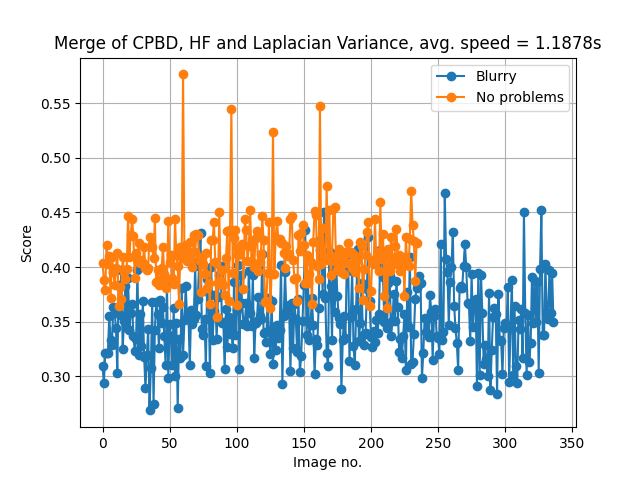 Merge of CPBD, HF and Laplacian Variance, avg. speed = 1.1878s
Blurry
No problems
0.55
0.50
0.45
0.40
0.35
0.30
Score
0 50 100 150 200 250 300 350
Image no.